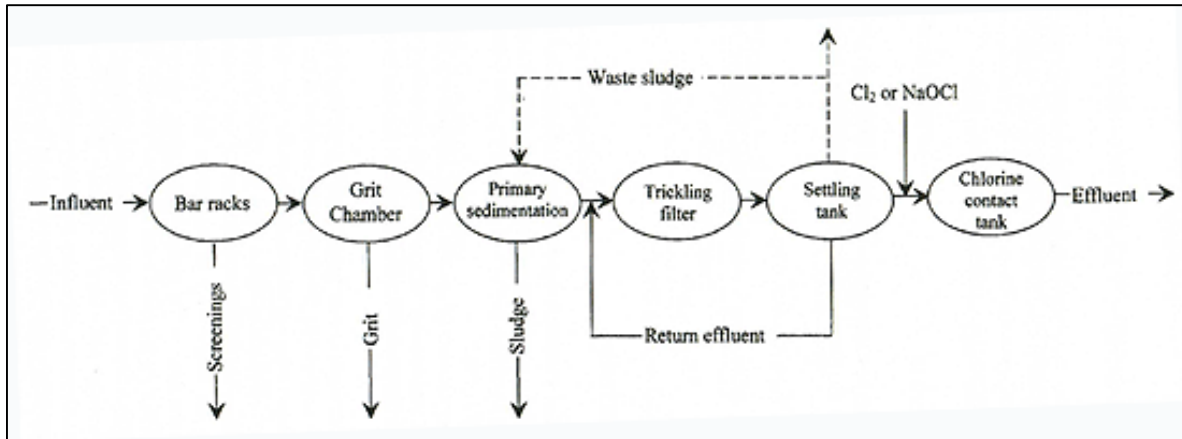 Waste sludge
Cl₂ or NaOCl
Influent
Bar racks
Grit
Chamber
Primary
sedimentation
Trickling
filter
Settling
tank
Chlorine
contact
tank
Effluent
Screenings
Grit
Sludge
Return effluent